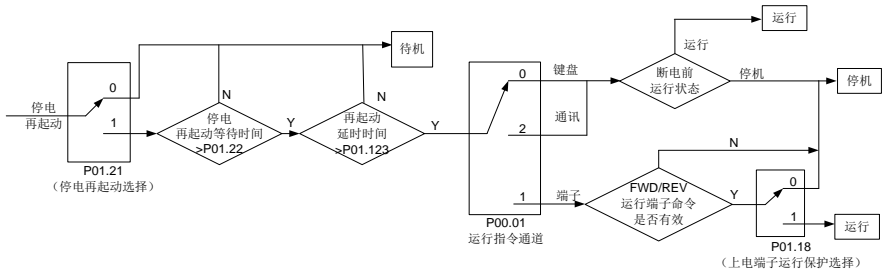 停电
再起动
0
1
P01.21
(停电再起动选择)
N
停电
再起动等待时间
>P01.22
Y
N
再起动
延时时间
>P01.123
Y
待机
0
键盘
通讯
2
1
端子
P00.01
运行指令通道
断电前
运行状态
运行
运行
停机
停机
N
FWD/REV
运行端子命令
是否有效
Y
0
1
P01.18
(上电端子运行保护选择)
运行